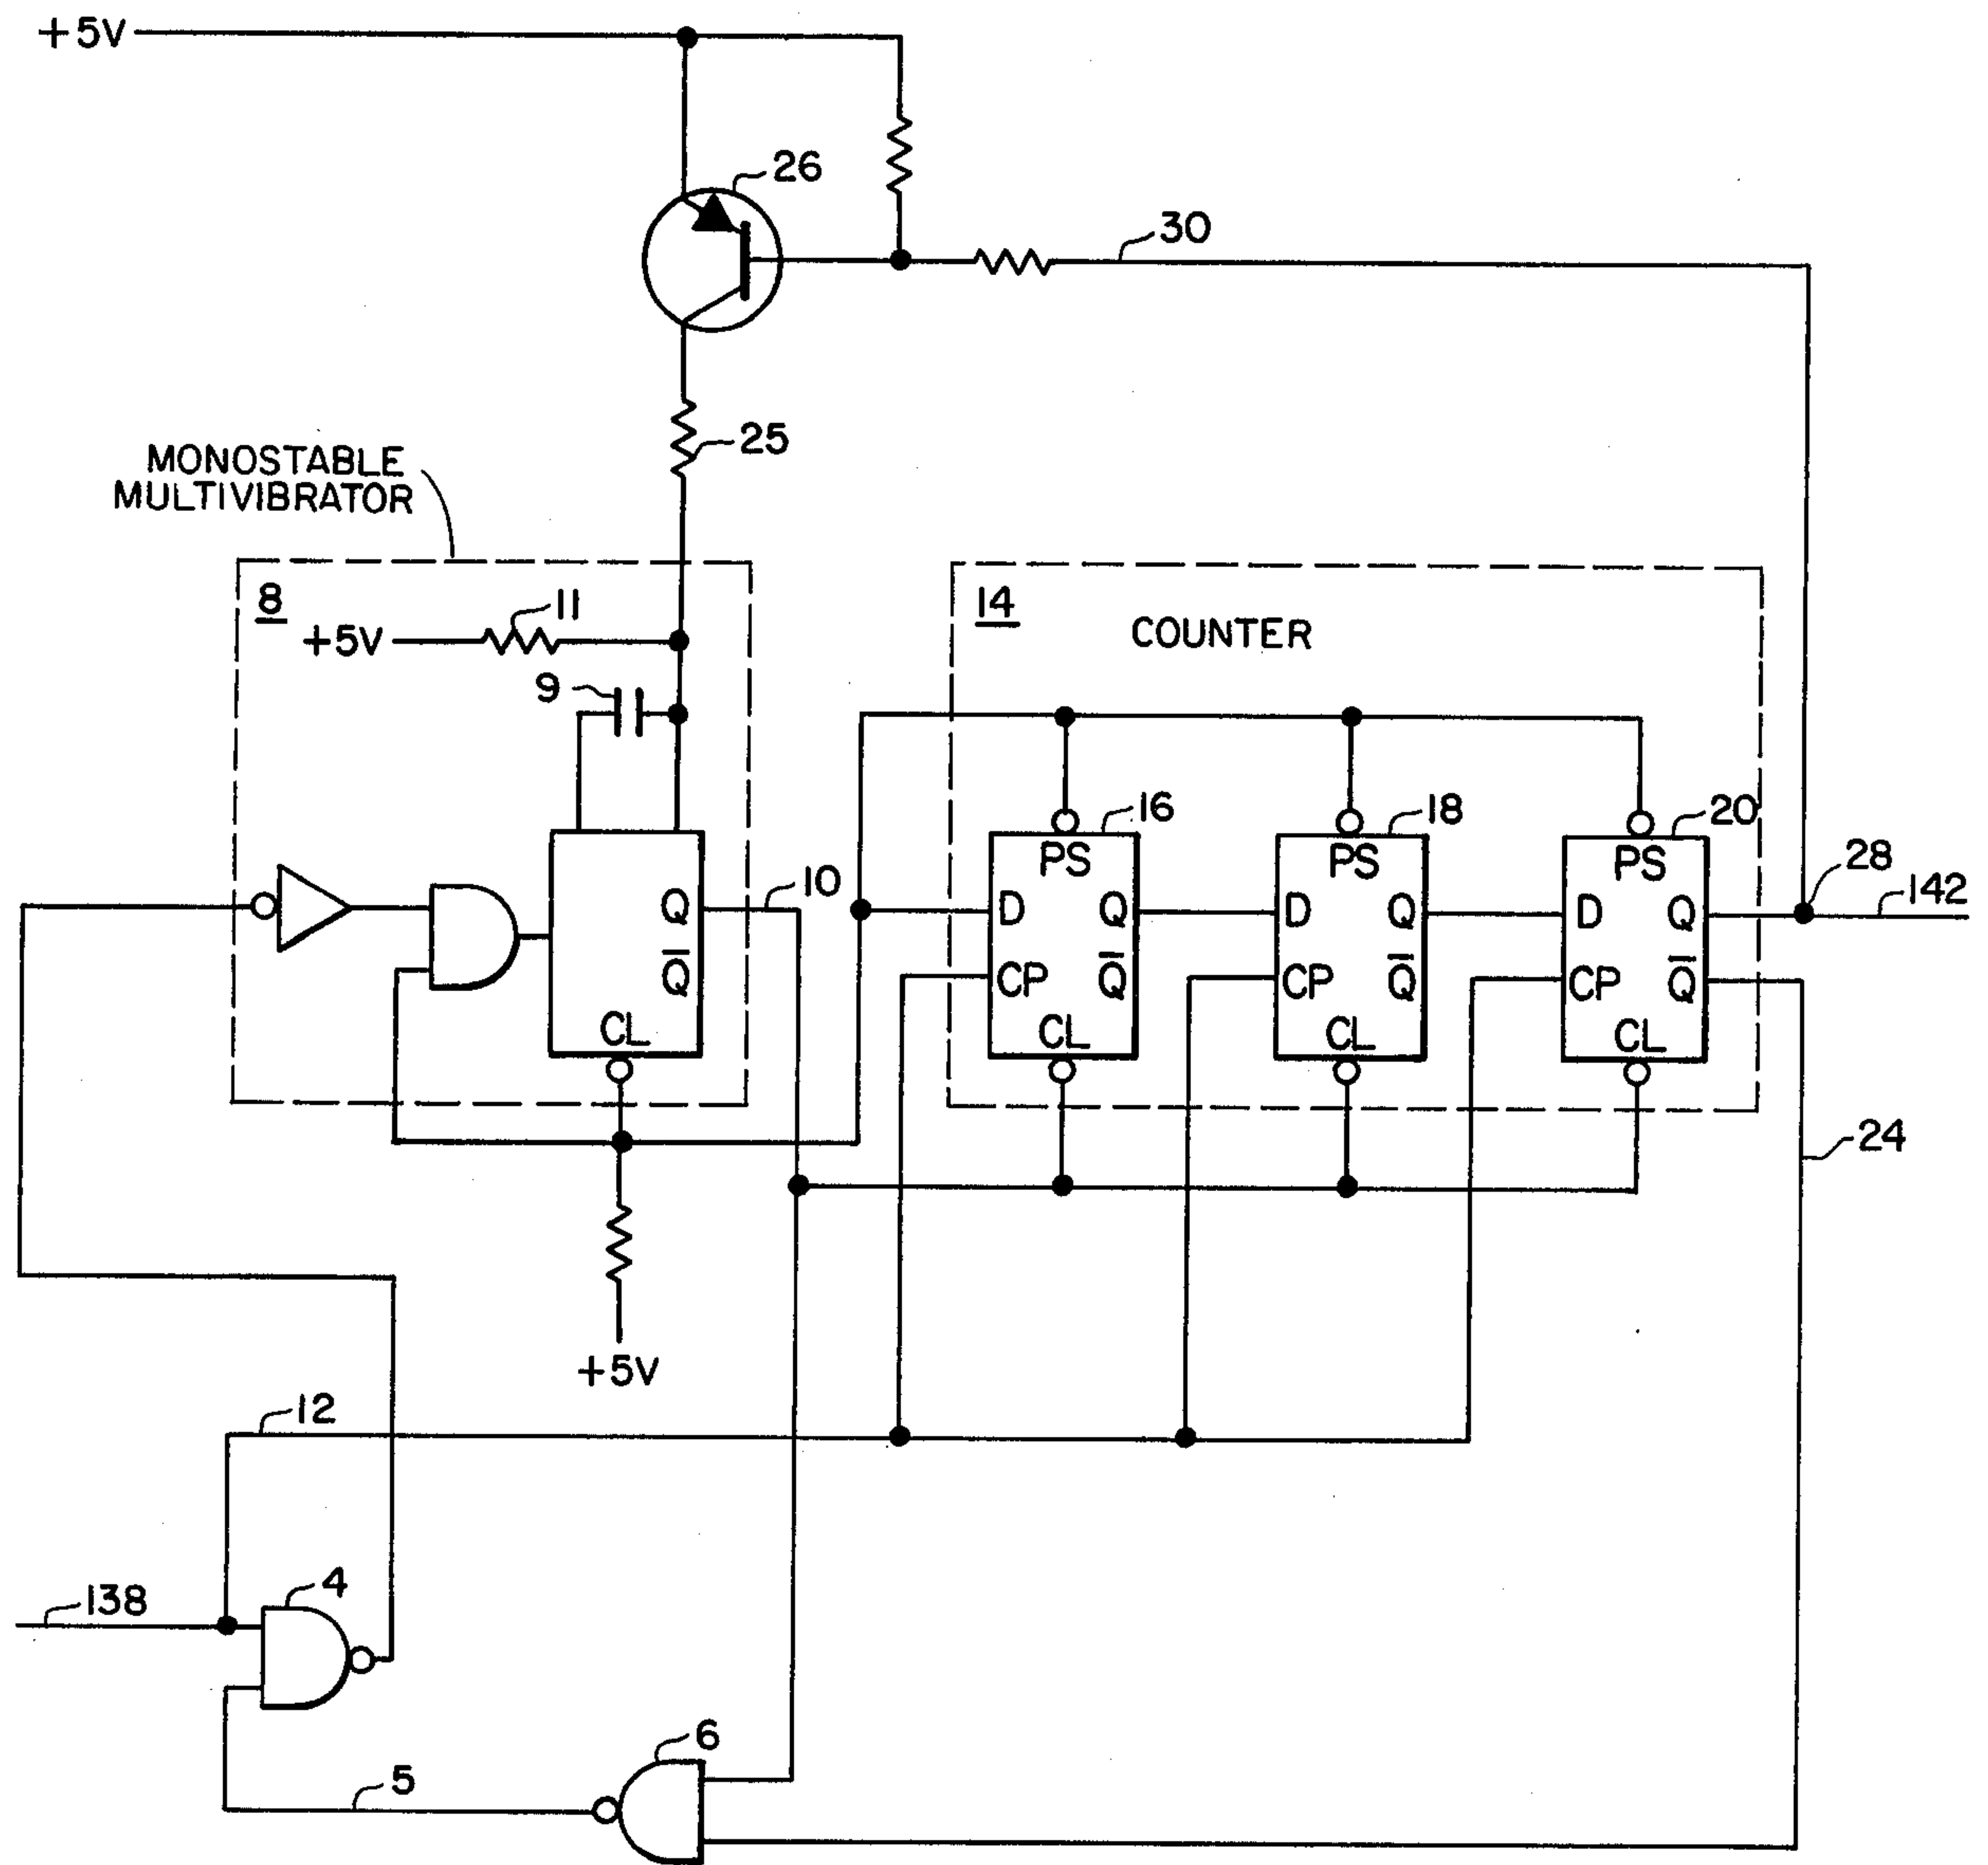 +5V
26
30
25
MONOSTABLE
MULTIVIBRATOR
8
11
+5V
9
14
COUNTER
16
18
20
28
142
10
PS
PS
PS
Q
D
Q
D
Q
D
Q
Q̅
CP
Q̅
CP
Q̅
CP
Q̅
CL
CL
CL
CL
24
+5V
12
138
4
6
5